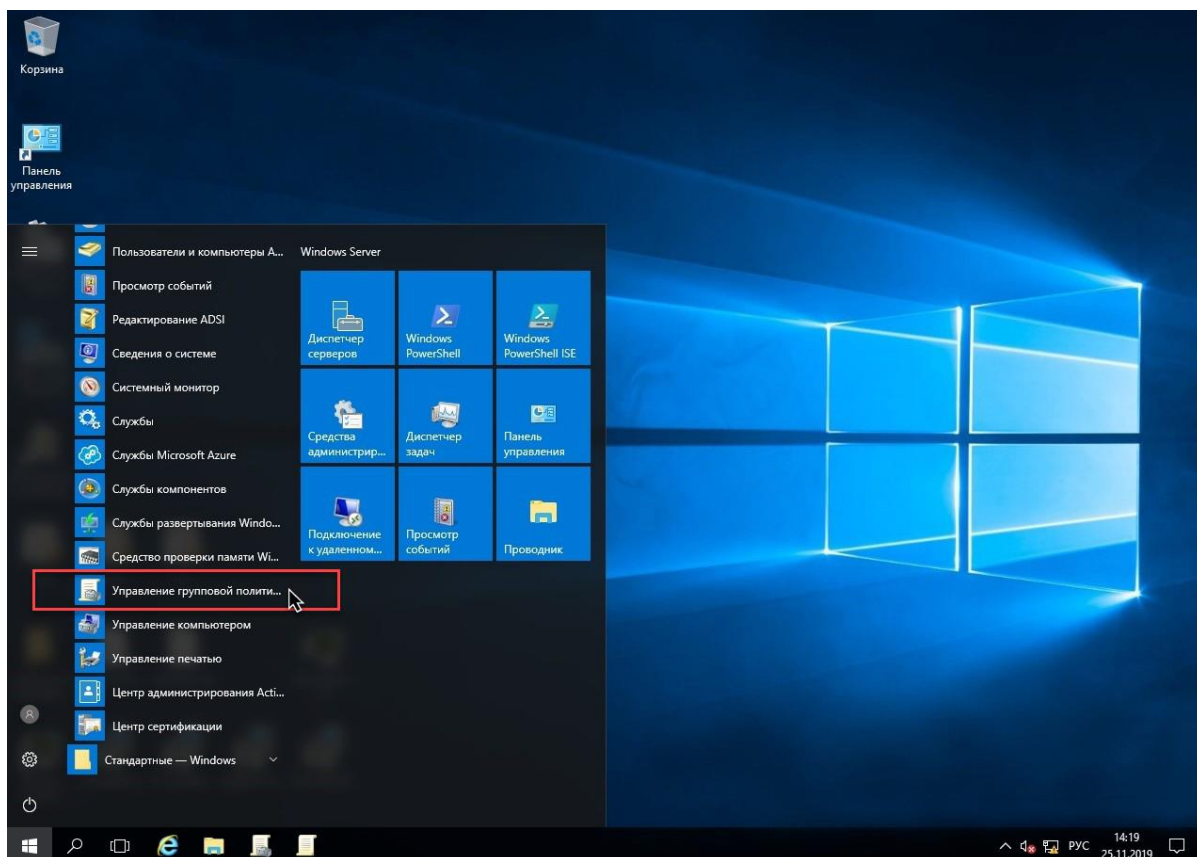 Корзина
Панель
управления
Пользователи и компьютеры A...
Просмотр событий
Редактирование ADSI
Сведения о системе
Системный монитор
Службы
Службы Microsoft Azure
Службы компонентов
Службы развертывания Windo...
Средство проверки памяти Wi...
Управление групповой полити...
Управление компьютером
Управление печатью
Центр администрирования Acti...
Центр сертификации
Стандартные — Windows
Windows Server
Диспетчер
серверов
Windows
PowerShell
Windows
PowerShell ISE
Средства
администрир...
Диспетчер
задач
Панель
управления
Подключение
к удаленном...
Просмотр
событий
Проводник
РУС
14:19
25.11.2019